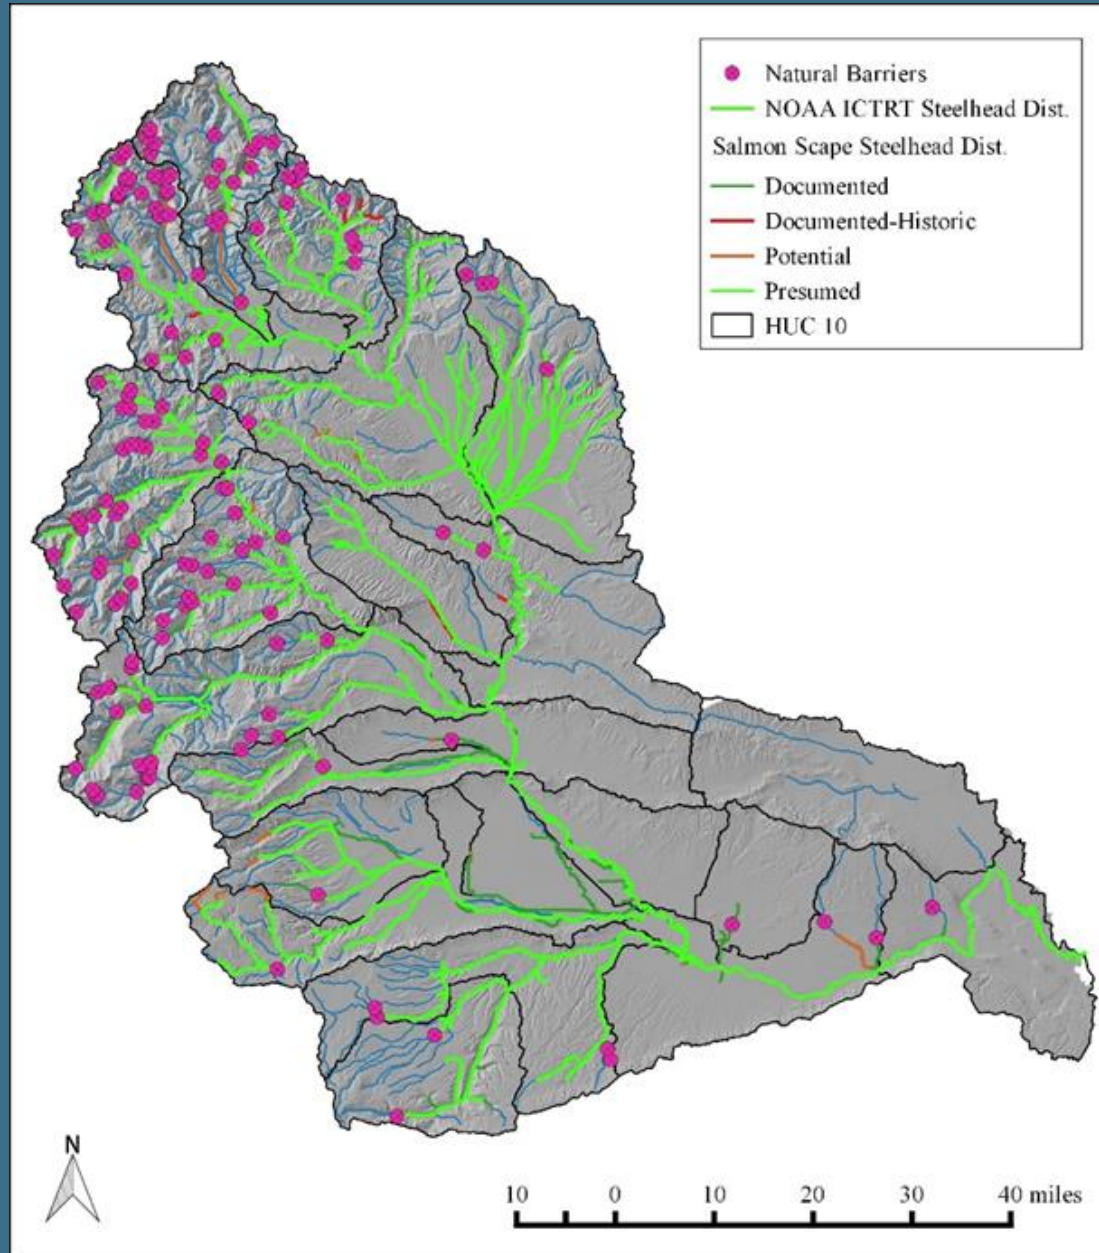 Natural Barriers
NOAA ICTRT Steelhead Dist.
Salmon Scape Steelhead Dist.
Documented
Documented-Historic
Potential
Presumed
HUC 10
N
10 0 10 20 30 40 miles